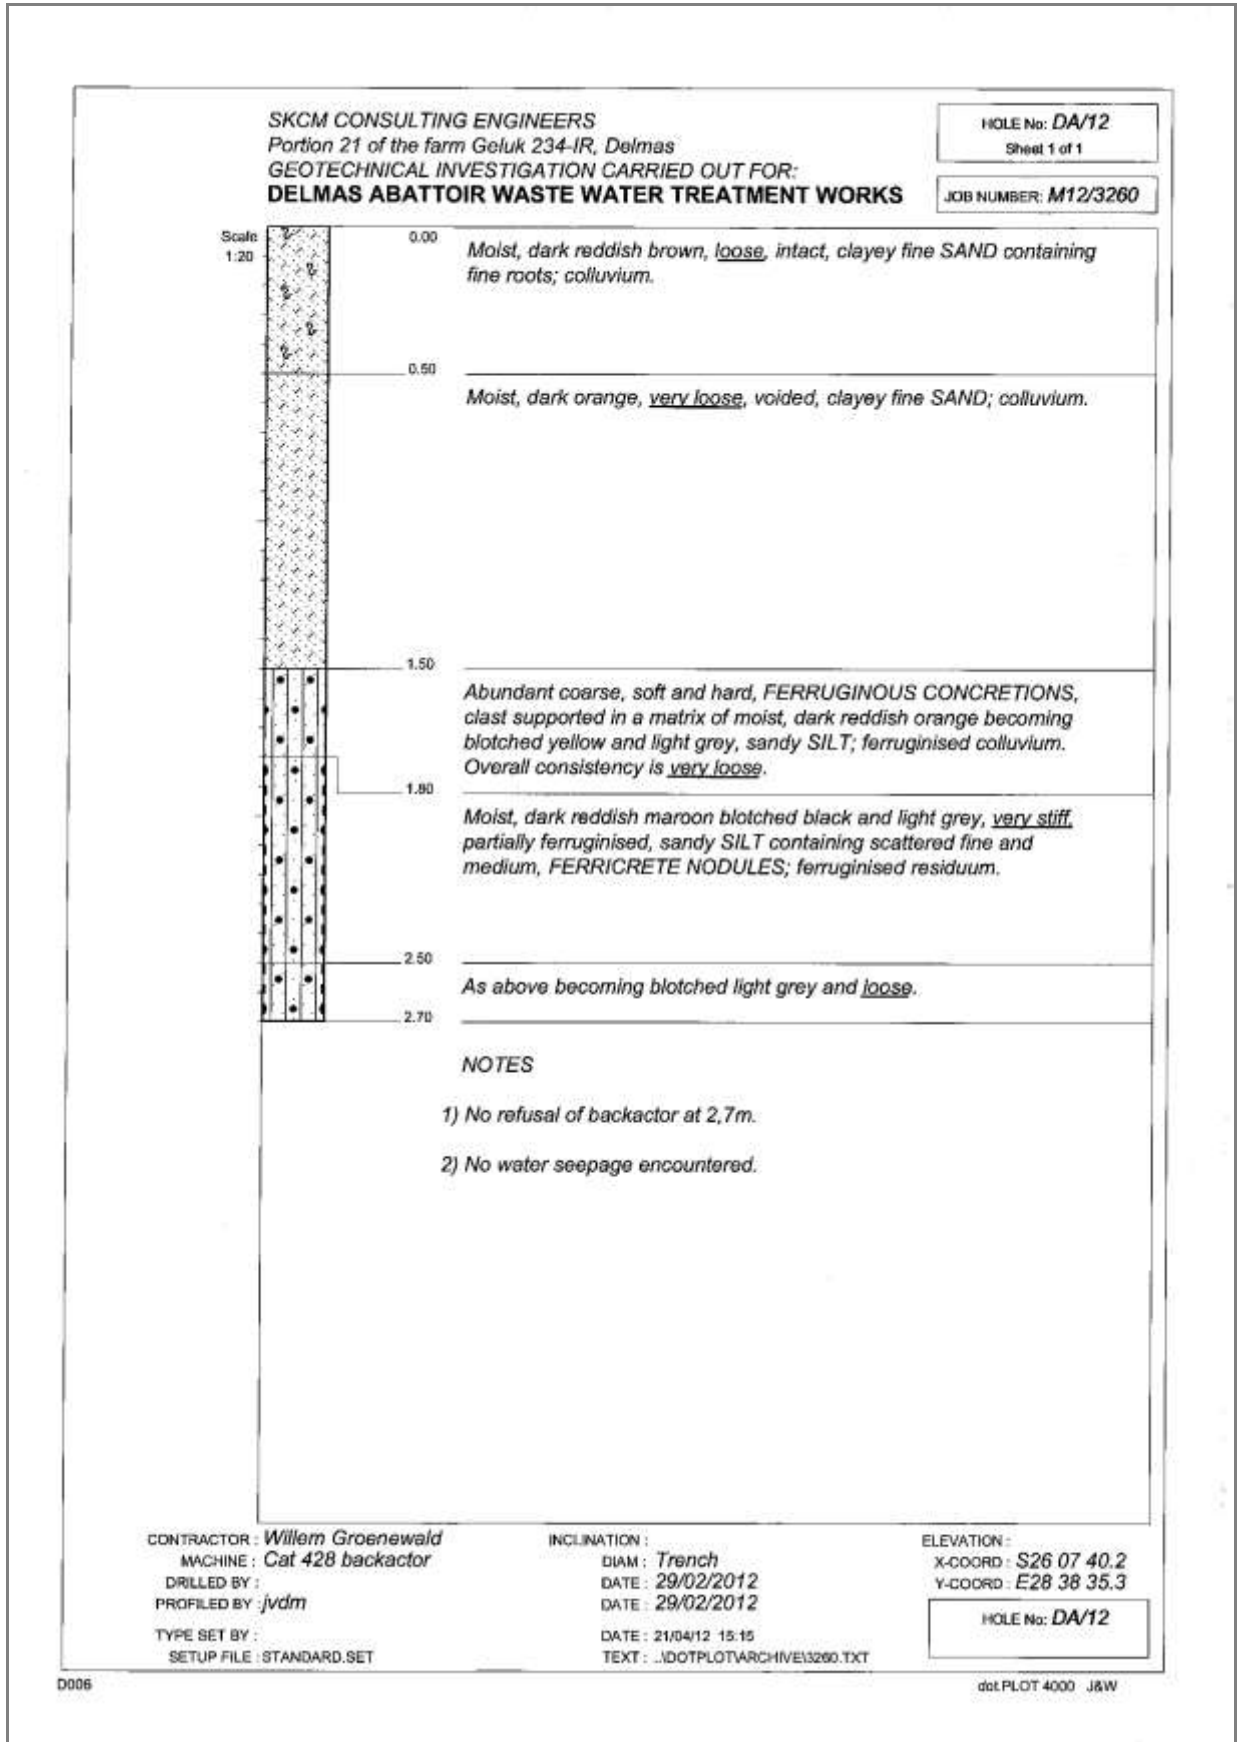 SKCM CONSULTING ENGINEERS
Portion 21 of the farm Geluk 234-IR, Delmas
GEOTECHNICAL INVESTIGATION CARRIED OUT FOR:
DELMAS ABATTOIR WASTE WATER TREATMENT WORKS
HOLE No: DA/12
Sheet 1 of 1
JOB NUMBER: M12/3260
Scale
1:20
0.00
Moist, dark reddish brown, loose, intact, clayey fine SAND containing
fine roots; colluvium.
0.50
Moist, dark orange, very loose, voided, clayey fine SAND; colluvium.
1.50
Abundant coarse, soft and hard, FERRUGINOUS CONCRETIONS,
clast supported in a matrix of moist, dark reddish orange becoming
blotched yellow and light grey, sandy SILT; ferruginised colluvium.
Overall consistency is very loose.
1.80
Moist, dark reddish maroon blotched black and light grey, very stiff,
partially ferruginised, sandy SILT containing scattered fine and
medium, FERRICRETE NODULES; ferruginised residuum.
2.50
As above becoming blotched light grey and loose.
2.70
NOTES
1) No refusal of backactor at 2,7m.
2) No water seepage encountered.
CONTRACTOR : Willem Groenewald
MACHINE : Cat 428 backactor
DRILLED BY :
PROFILED BY : jvdm
TYPE SET BY :
SETUP FILE : STANDARD.SET
INCLINATION :
DIAM : Trench
DATE : 29/02/2012
DATE : 29/02/2012
DATE : 21/04/12 15:15
TEXT : ..\DOTPLOT\ARCHIVE\3260.TXT
ELEVATION :
X-COORD : S26 07 40.2
Y-COORD : E28 38 35.3
HOLE No: DA/12
D006
dot.PLOT 4000 J&W